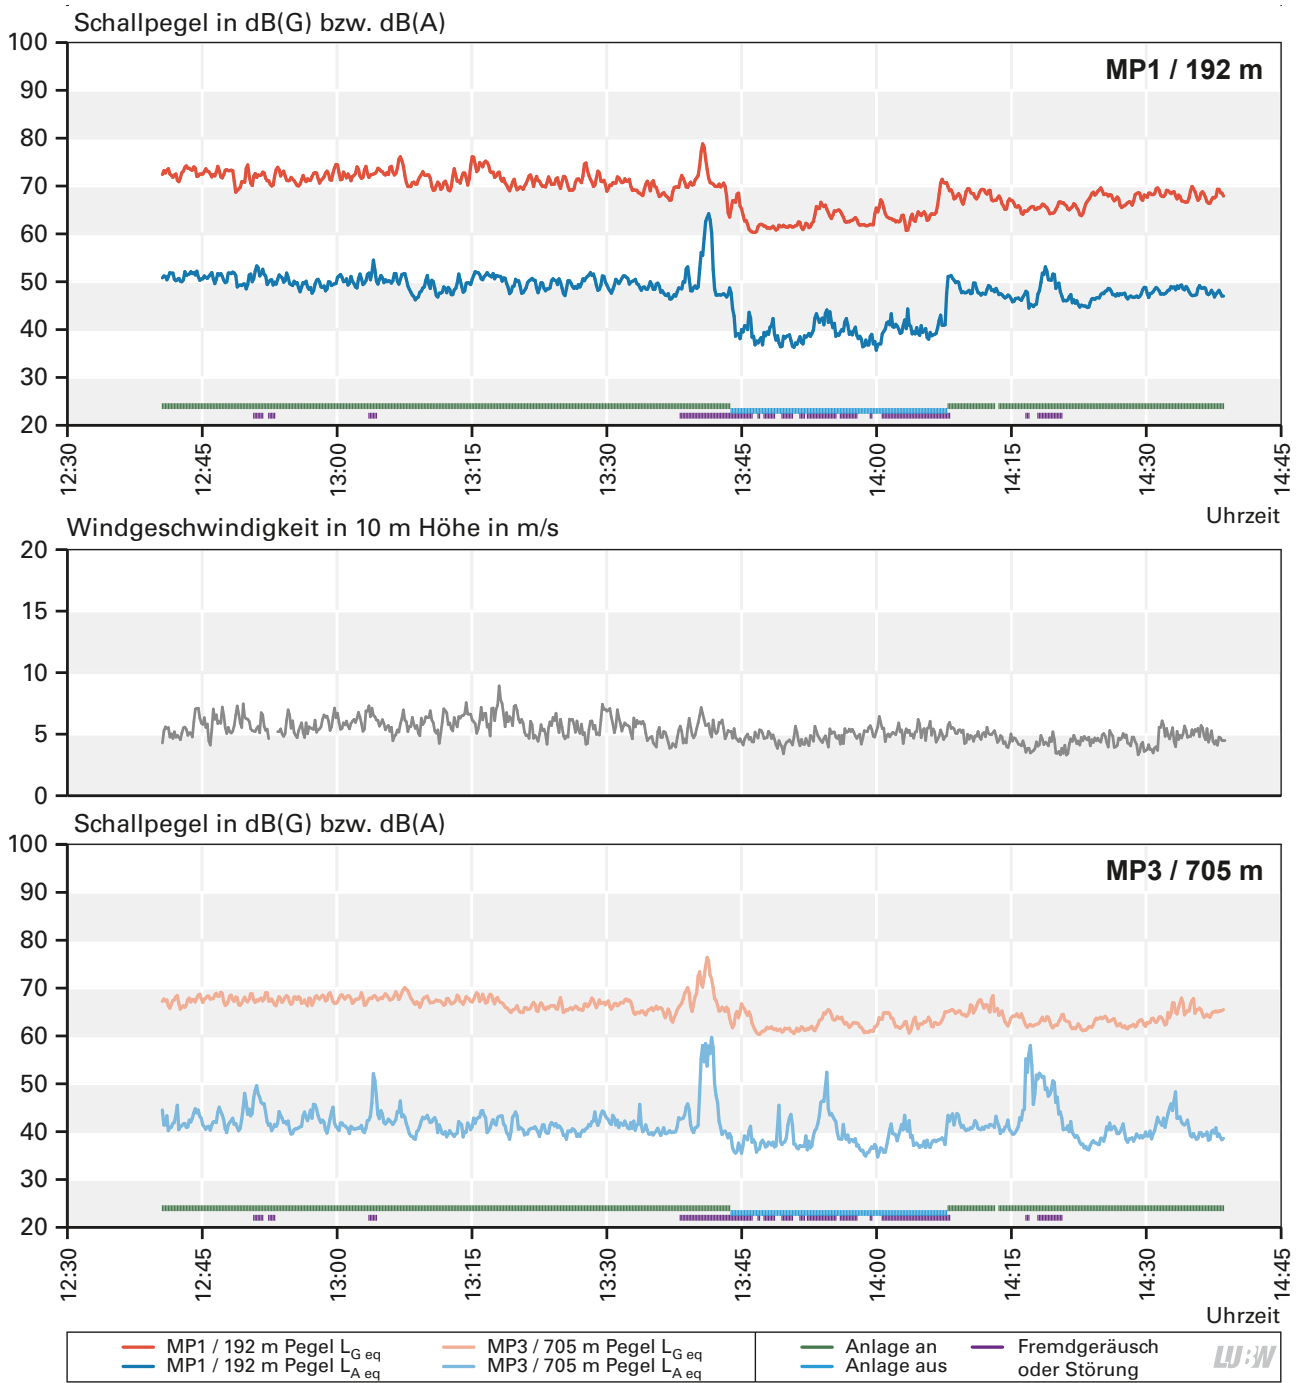 Schallpegel in dB(G) bzw. dB(A)
MP1 / 192 m
100
90
80
70
60
50
40
30
20
12:30 12:45 13:00 13:15 13:30 13:45 14:00 14:15 14:30 14:45
Uhrzeit
Windgeschwindigkeit in 10 m Höhe in m/s
20
15
10
5
0
Schallpegel in dB(G) bzw. dB(A)
MP3 / 705 m
100
90
80
70
60
50
40
30
20
12:30 12:45 13:00 13:15 13:30 13:45 14:00 14:15 14:30 14:45
Uhrzeit
MP1 / 192 m Pegel L G eq
MP1 / 192 m Pegel L A eq
MP3 / 705 m Pegel L G eq
MP3 / 705 m Pegel L A eq
Anlage an
Anlage aus
Fremdgeräusch
oder Störung
LUBW